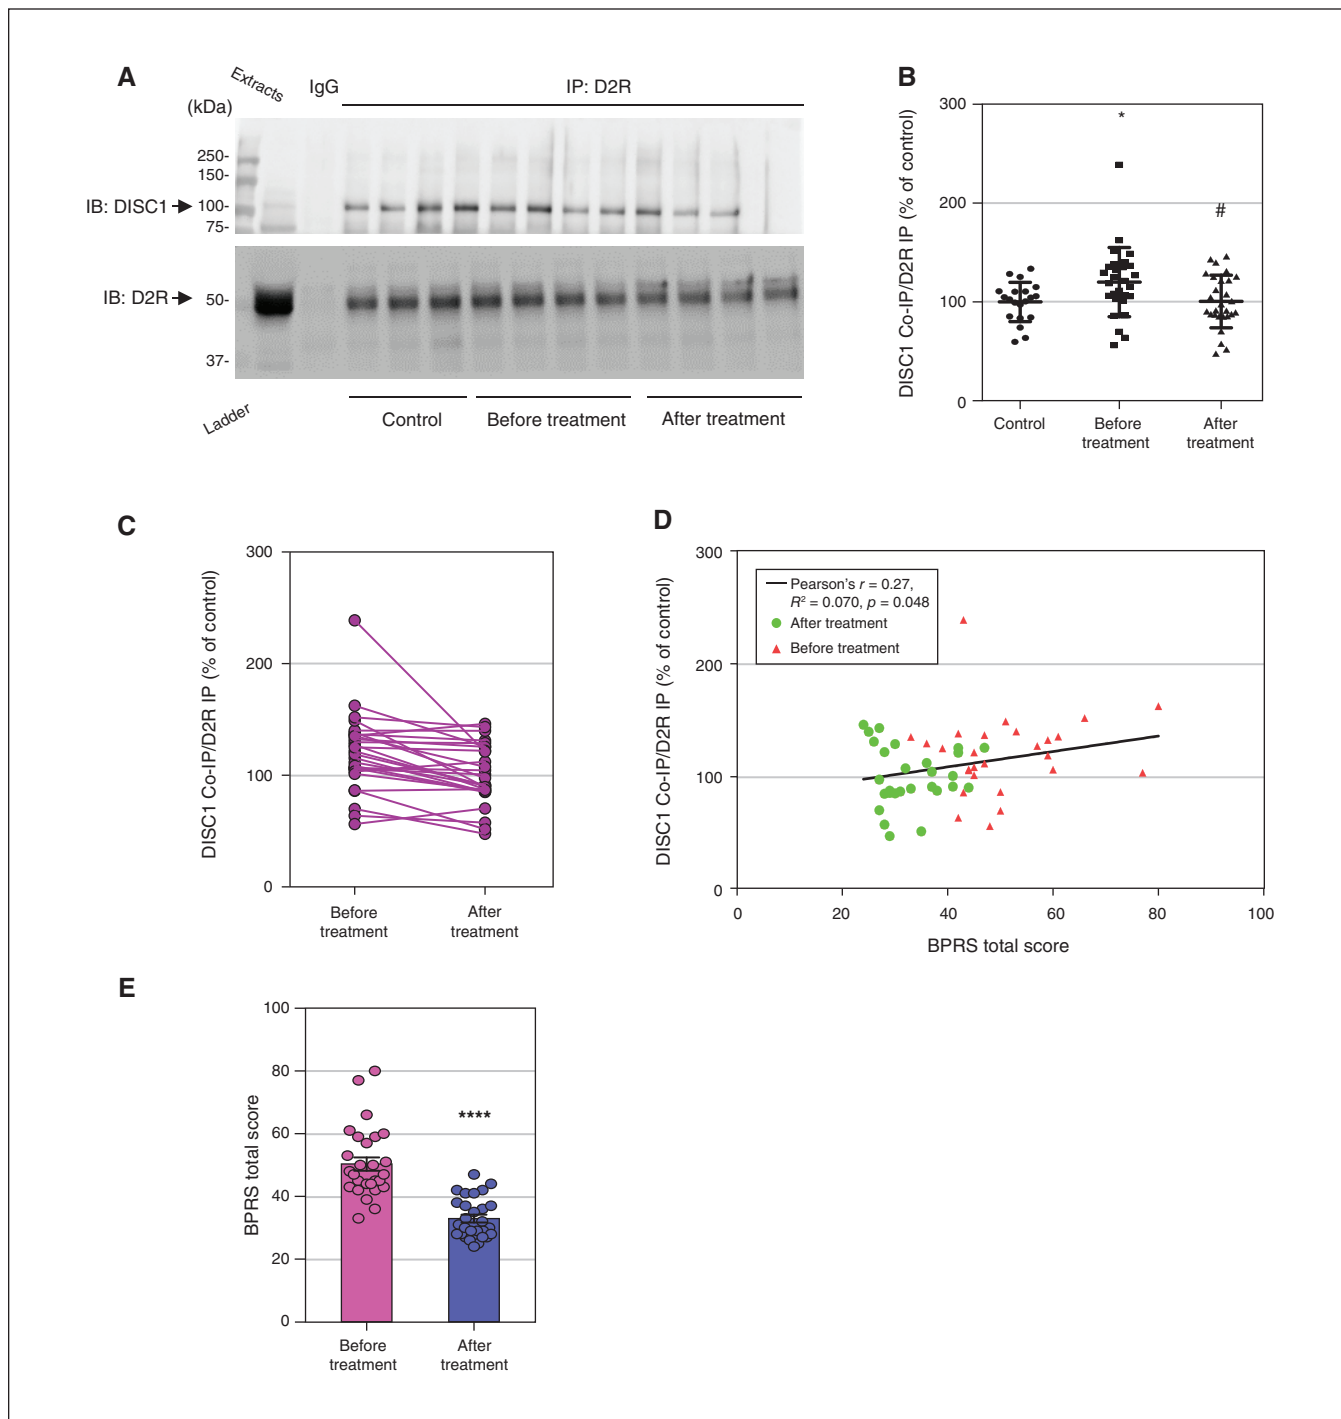 A
Extracts
IgG
IP: D2R
(kDa)
250-
150-
IB: DISC1
100-
75-
IB: D2R
50-
37-
Ladder
Control
Before treatment
After treatment
B
DISC1 Co-IP/D2R IP (% of control)
300
200
100
0
*
#
Control
Before
treatment
After
treatment
C
DISC1 Co-IP/D2R IP (% of control)
300
200
100
0
Before
treatment
After
treatment
D
DISC1 Co-IP/D2R IP (% of control)
300
200
100
0
Pearson's r = 0.27,
R² = 0.070, p = 0.048
After treatment
Before treatment
0 20 40 60 80 100
BPRS total score
E
BPRS total score
100
80
60
40
20
0
****
Before
treatment
After
treatment